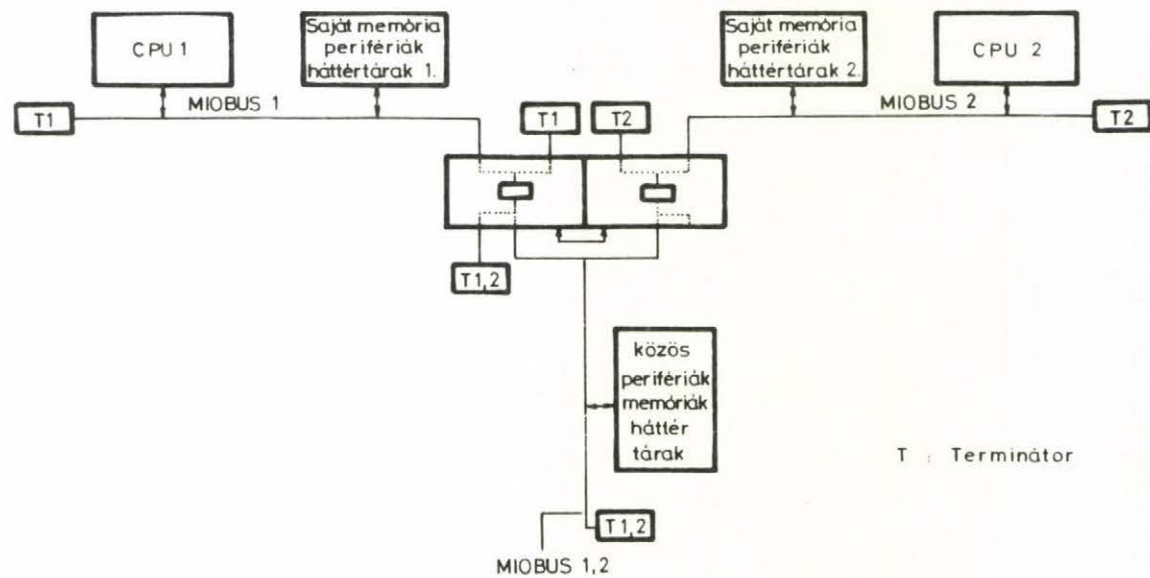 CPU 1
Saját memória
perifériák
háttértárak 1.
Saját memória
perifériák
háttértárak 2.
CPU 2
T1
MIOBUS 1
T1
T2
MIOBUS 2
T2
T1,2
közös
perifériák
memóriák
háttér
tárak
T : Terminátor
T1,2
MIOBUS 1,2